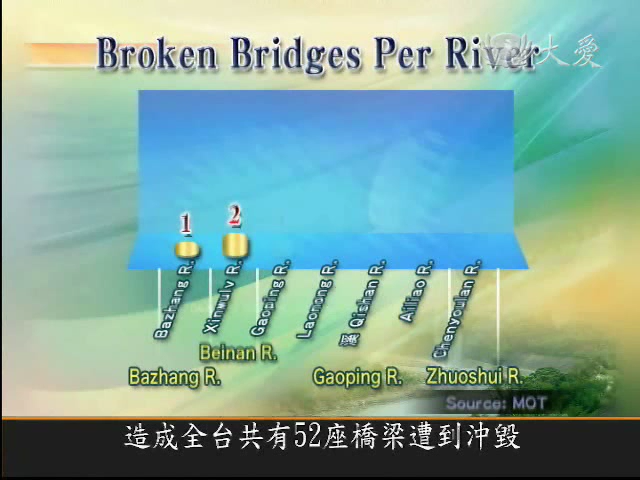 Broken Bridges Per River
大愛
1
2
Bazhang R.
Xinwulv R.
Gaoping R.
Laonong R.
溪 Qishan R.
Ailiao R.
Chenyoulan R.
Beinan R.
Bazhang R.
Gaoping R.
Zhuoshui R.
Source: MOT
造成全台共有52座橋梁遭到沖毀